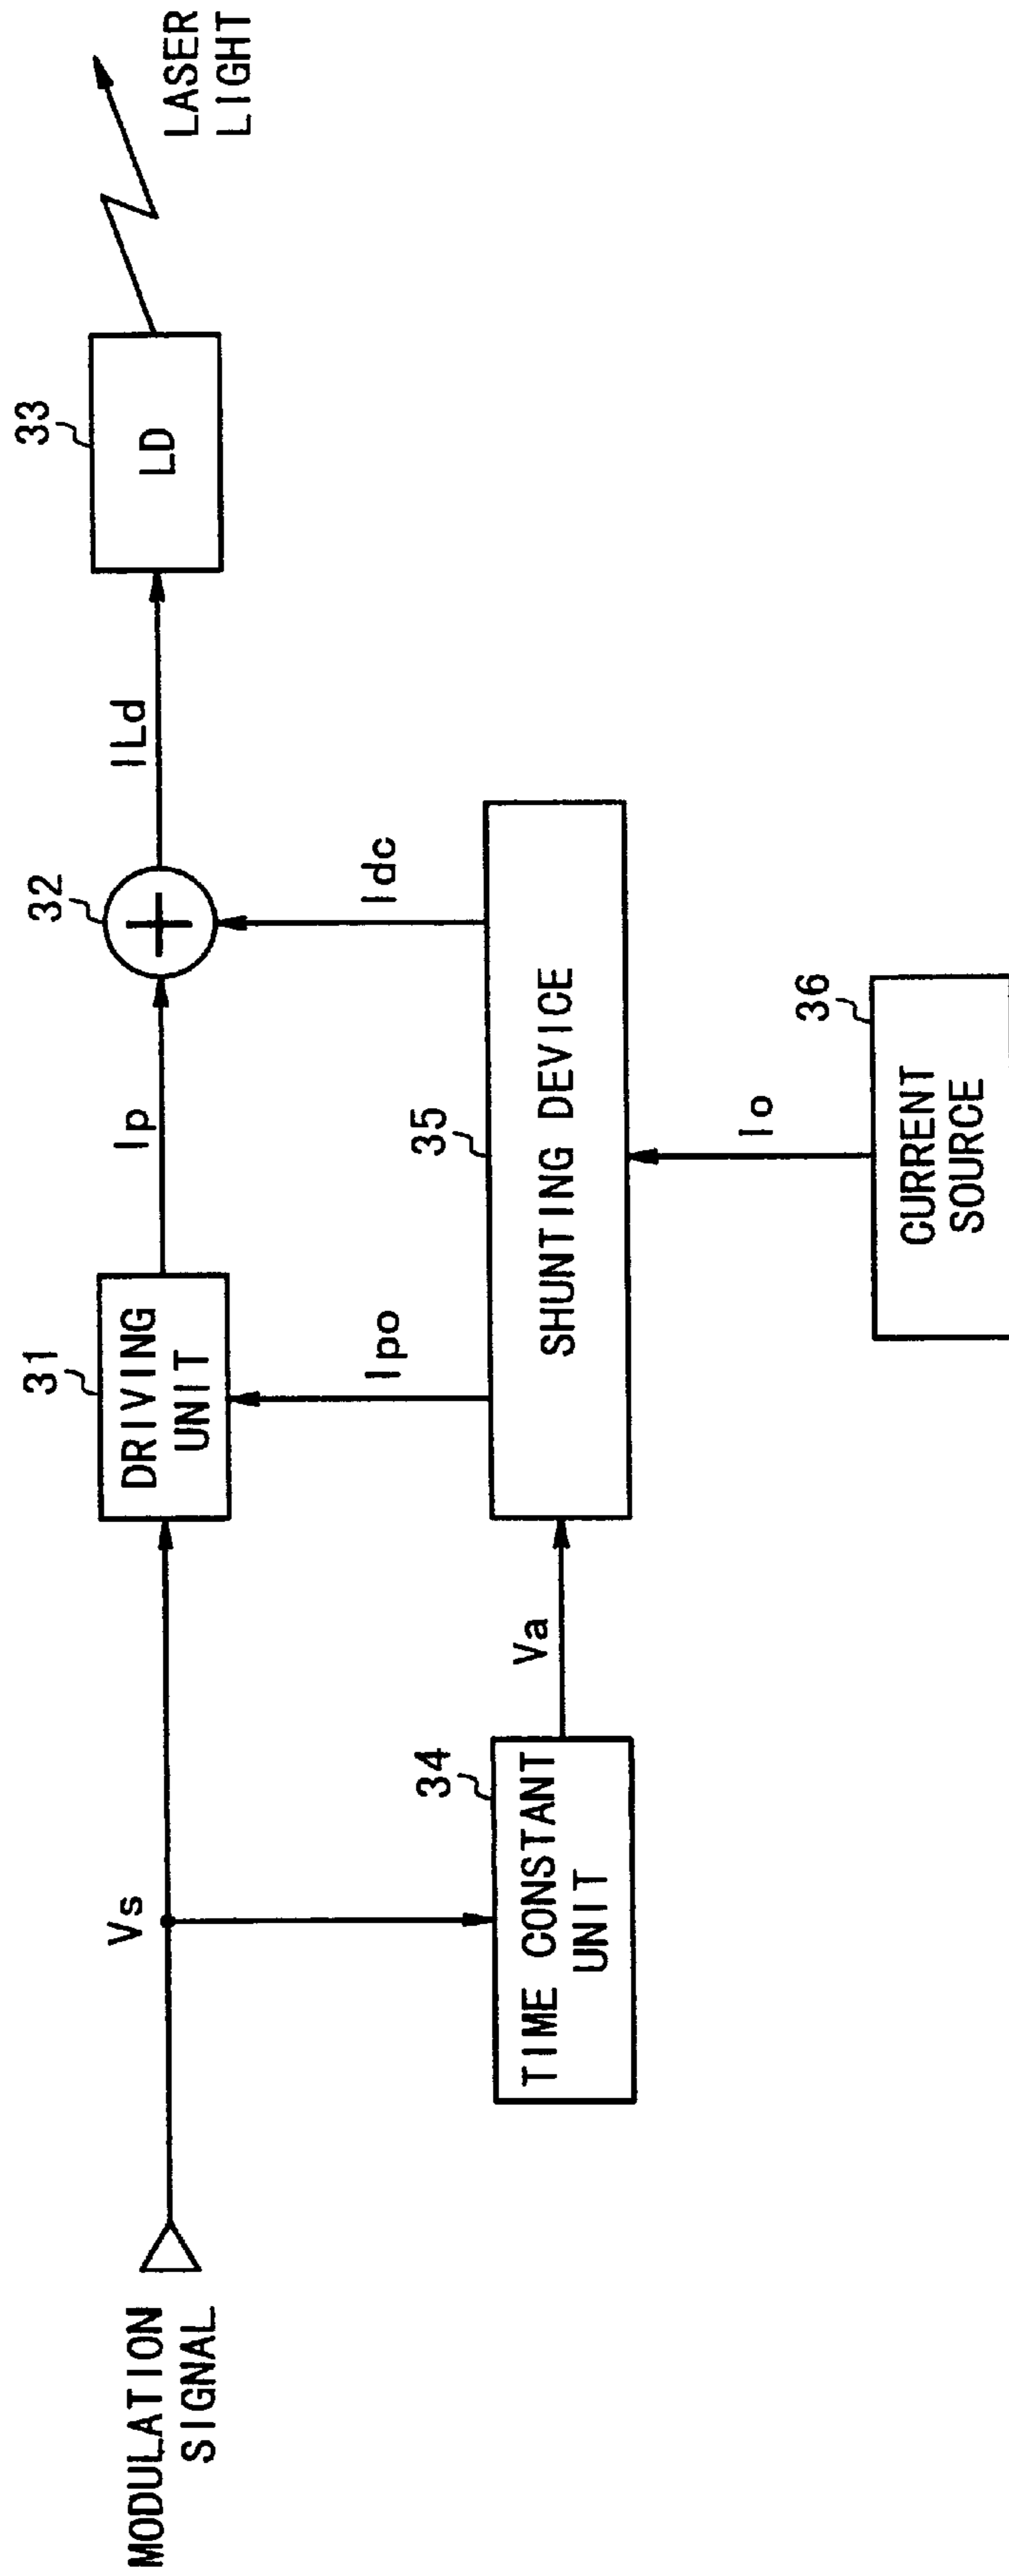 MODULATION
SIGNAL
Vs
31
DRIVING
UNIT
Ip
32
ILd
33
LD
LASER
LIGHT
Ipo
Idc
34
TIME CONSTANT
UNIT
Va
35
SHUNTING DEVICE
Io
36
CURRENT
SOURCE